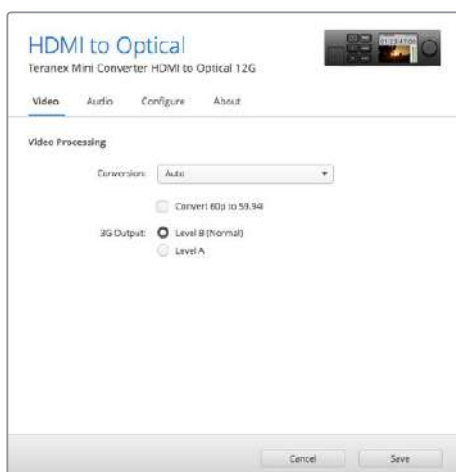 HDMI to Optical
Teranex Mini Converter HDMI to Optical 12G
Video Audio Configure About
Video Processing
Conversion: Auto
Convert 60p to 59.94i
3G Output: Level B (Normal)
Level A
Cancel Save